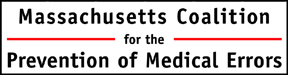 Massachusetts Coalition
for the
Prevention of Medical Errors